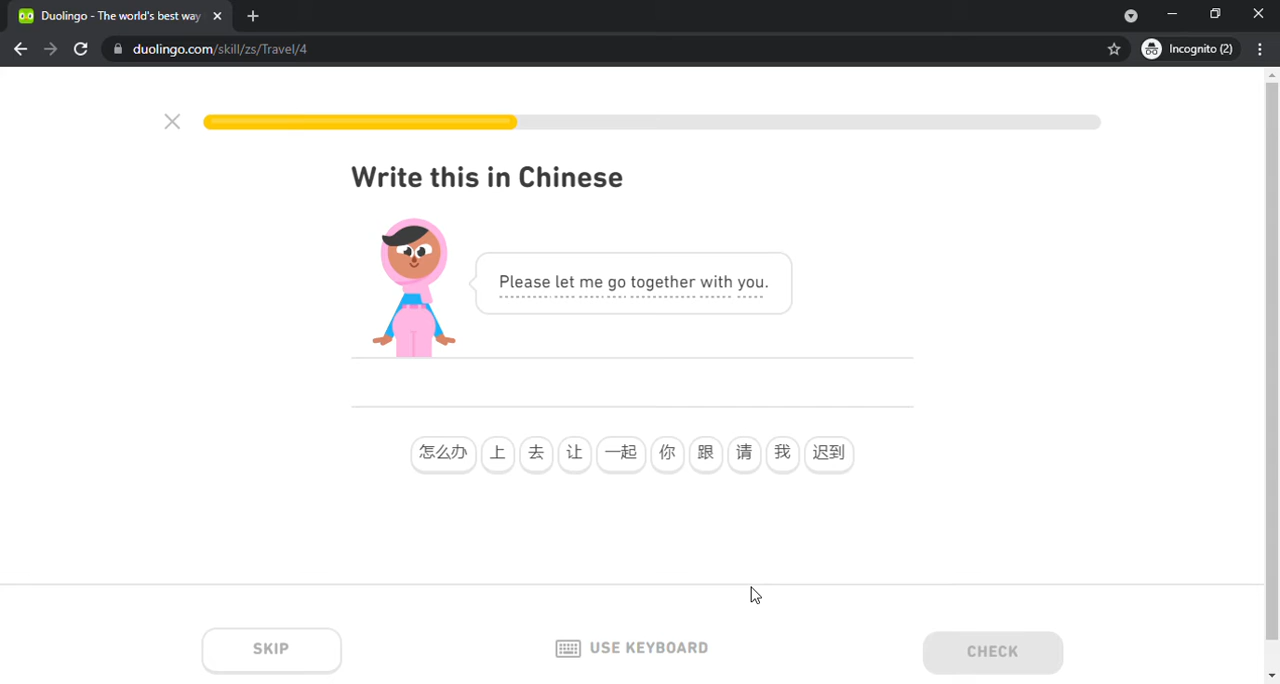 Duolingo - The world's best way
duolingo.com/skill/zs/Travel/4
Incognito (2)
Write this in Chinese
Please let me go together with you.
怎么办 上 去 让 一起 你 跟 请 我 迟到
SKIP
USE KEYBOARD
CHECK